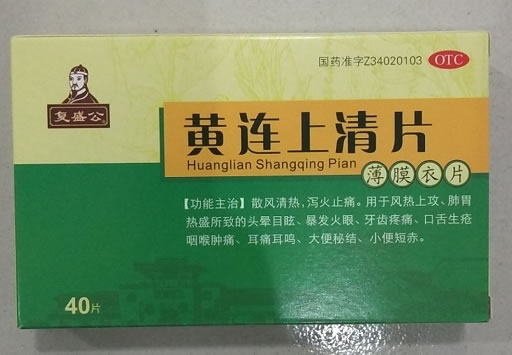 国药准字Z34020103 OTC
复盛公
黄连上清片
Huanglian Shangqing Pian
薄膜衣片
【功能主治】散风清热，泻火止痛。用于风热上攻、肺胃
热盛所致的头晕目眩、暴发火眼、牙齿疼痛、口舌生疮
咽喉肿痛、耳痛耳鸣、大便秘结、小便短赤。
40片